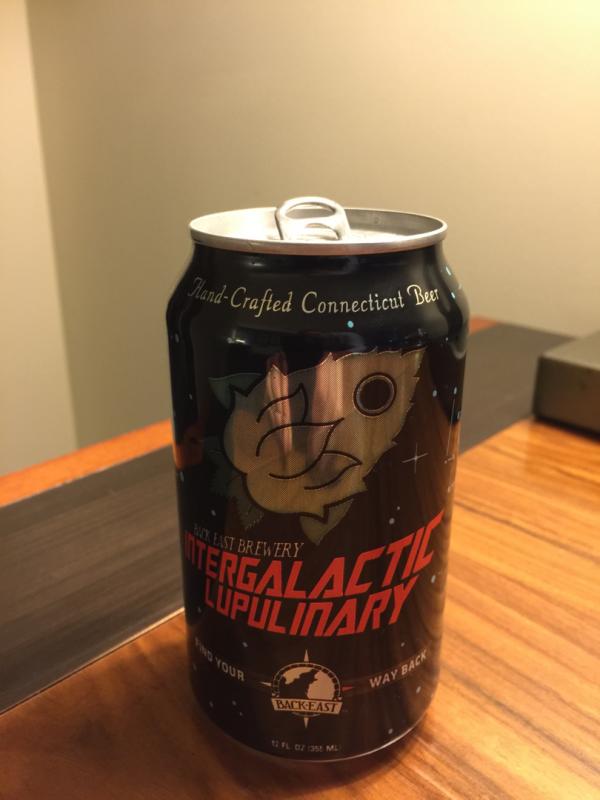 Hand-Crafted Connecticut Beer
BACK EAST BREWERY
INTERGALACTIC
LUPULINARY
FIND YOUR WAY BACK
BACK·EAST
12 FL OZ (355 ML)